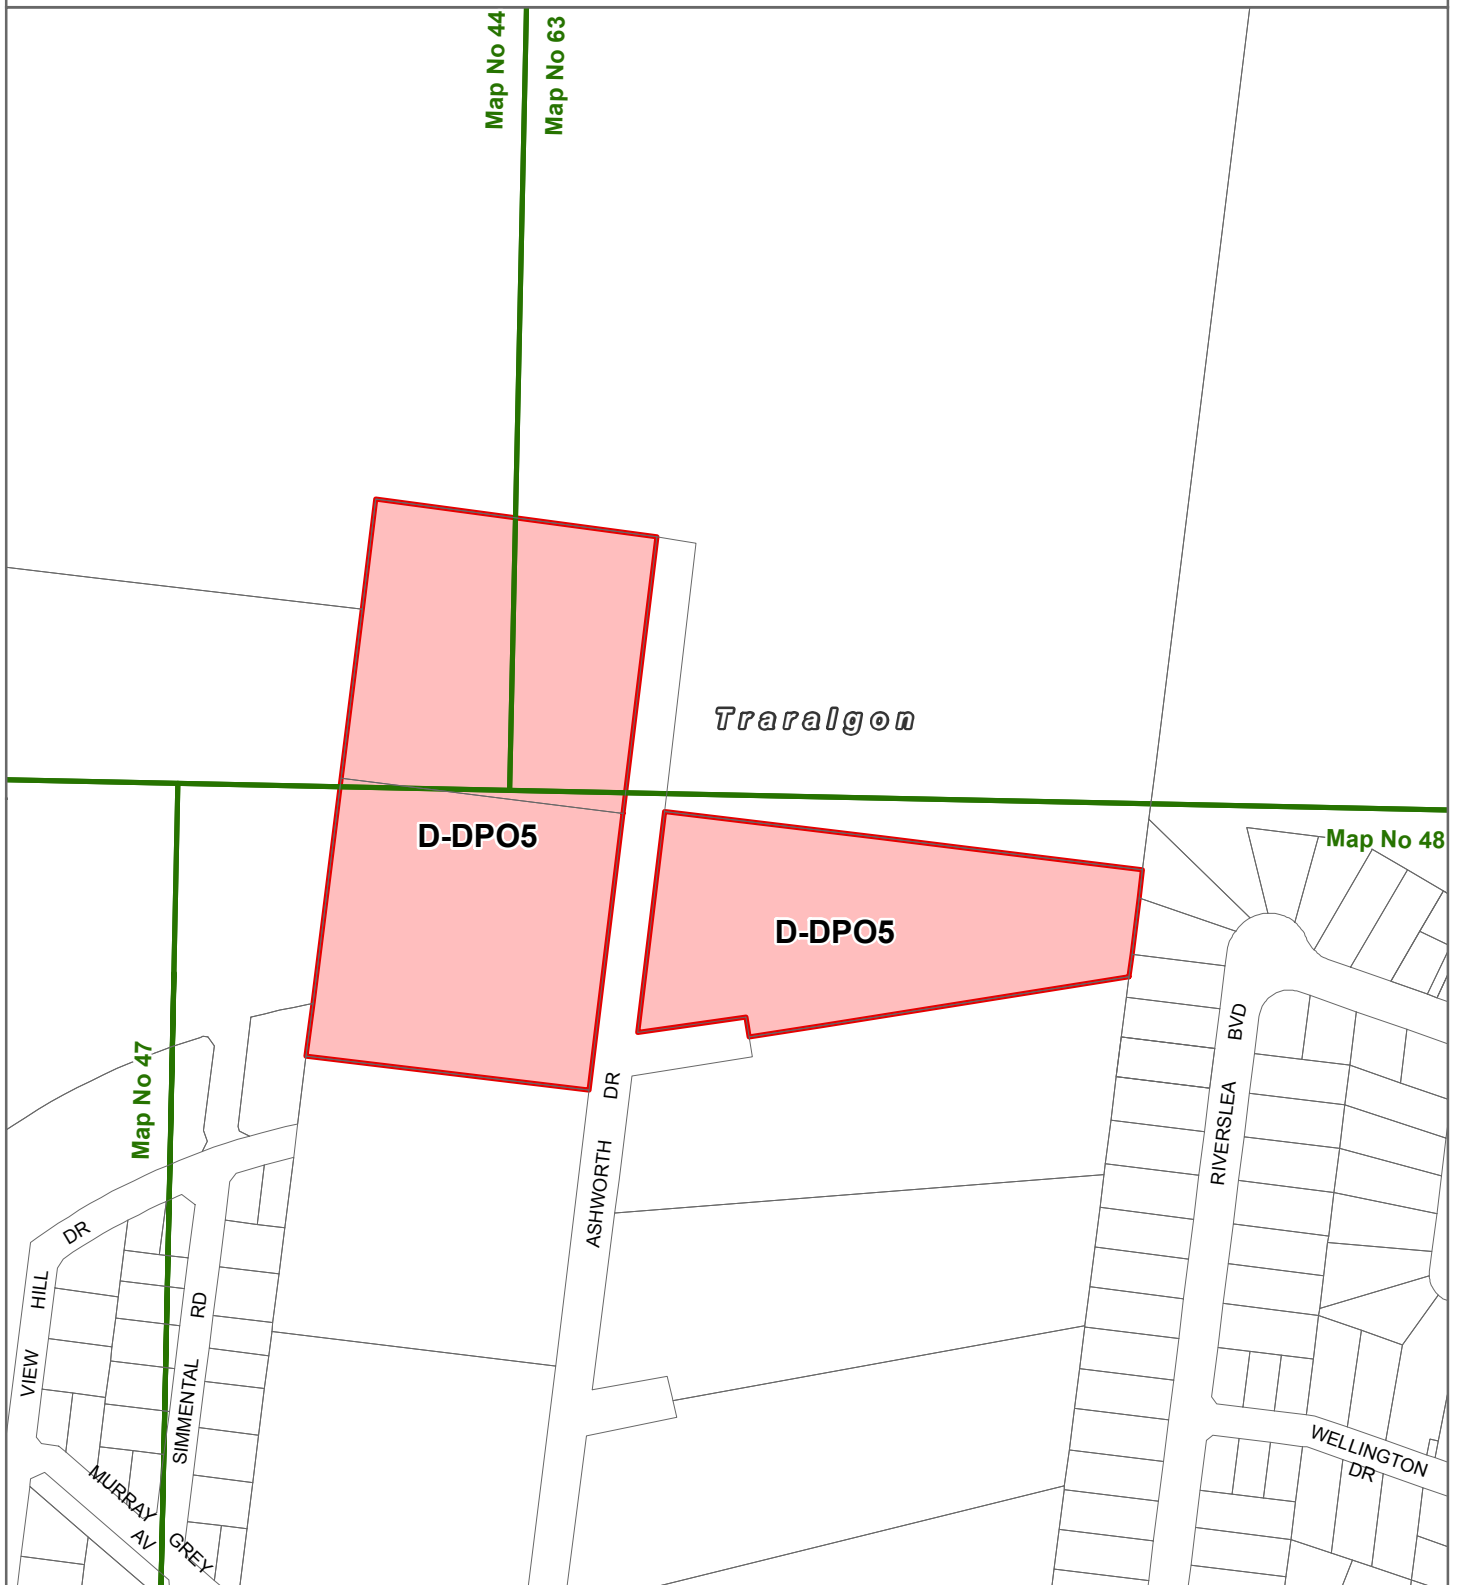 Map No 44
Map No 63
Traralgon
D-DPO5
Map No 48
D-DPO5
Map No 47
RIVERSLEA BVD
ASHWORTH DR
VIEW HILL DR
SIMMENTAL RD
WELLINGTON
DR
MURRAY GREY
AV